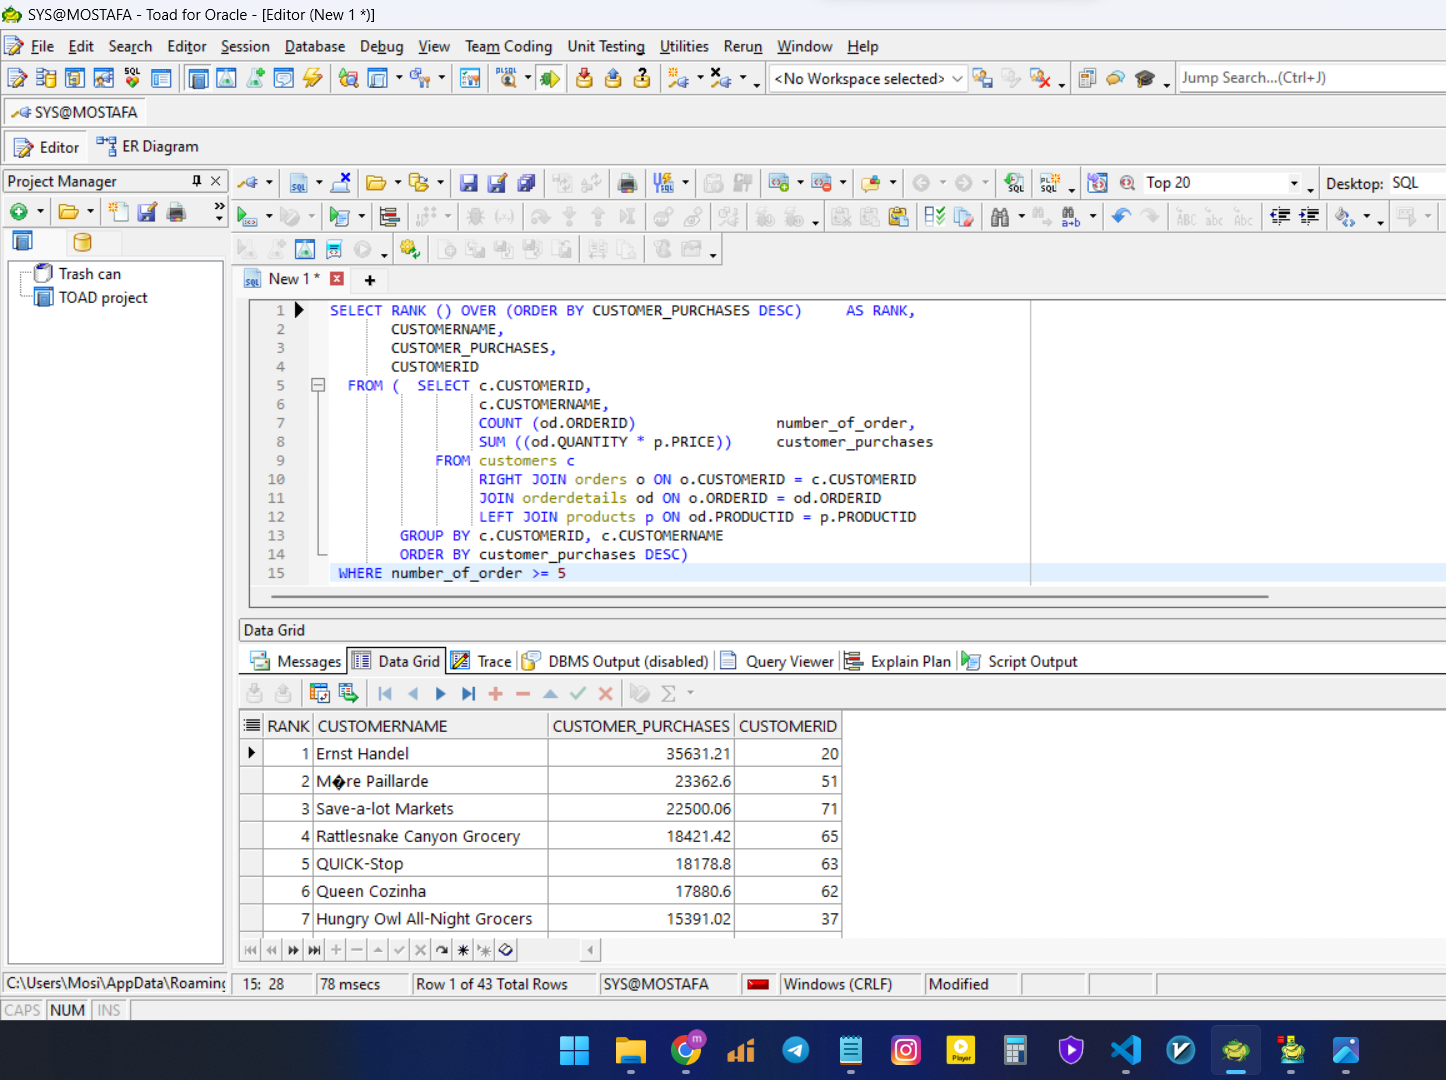 SYS@MOSTAFA - Toad for Oracle - [Editor (New 1 *)]
File Edit Search Editor Session Database Debug View Team Coding Unit Testing Utilities Rerun Window Help
<No Workspace selected> Jump Search...(Ctrl+J)
SYS@MOSTAFA
Editor ER Diagram
Project Manager
Top 20 Desktop: SQL
Trash can
TOAD project
New 1 *
1 SELECT RANK () OVER (ORDER BY CUSTOMER_PURCHASES DESC) AS RANK,
2 CUSTOMERNAME,
3 CUSTOMER_PURCHASES,
4 CUSTOMERID
5 FROM ( SELECT c.CUSTOMERID,
6 c.CUSTOMERNAME,
7 COUNT (od.ORDERID) number_of_order,
8 SUM ((od.QUANTITY * p.PRICE)) customer_purchases
9 FROM customers c
10 RIGHT JOIN orders o ON o.CUSTOMERID = c.CUSTOMERID
11 JOIN orderdetails od ON o.ORDERID = od.ORDERID
12 LEFT JOIN products p ON od.PRODUCTID = p.PRODUCTID
13 GROUP BY c.CUSTOMERID, c.CUSTOMERNAME
14 ORDER BY customer_purchases DESC)
15 WHERE number_of_order >= 5
Data Grid
Messages Data Grid Trace DBMS Output (disabled) Query Viewer Explain Plan Script Output
RANK CUSTOMERNAME CUSTOMER_PURCHASES CUSTOMERID
1 Ernst Handel 35631.21 20
2 M�re Paillarde 23362.6 51
3 Save-a-lot Markets 22500.06 71
4 Rattlesnake Canyon Grocery 18421.42 65
5 QUICK-Stop 18178.8 63
6 Queen Cozinha 17880.6 62
7 Hungry Owl All-Night Grocers 15391.02 37
C:\Users\Mosi\AppData\Roaming 15: 28 78 msecs Row 1 of 43 Total Rows SYS@MOSTAFA Windows (CRLF) Modified
CAPS NUM INS